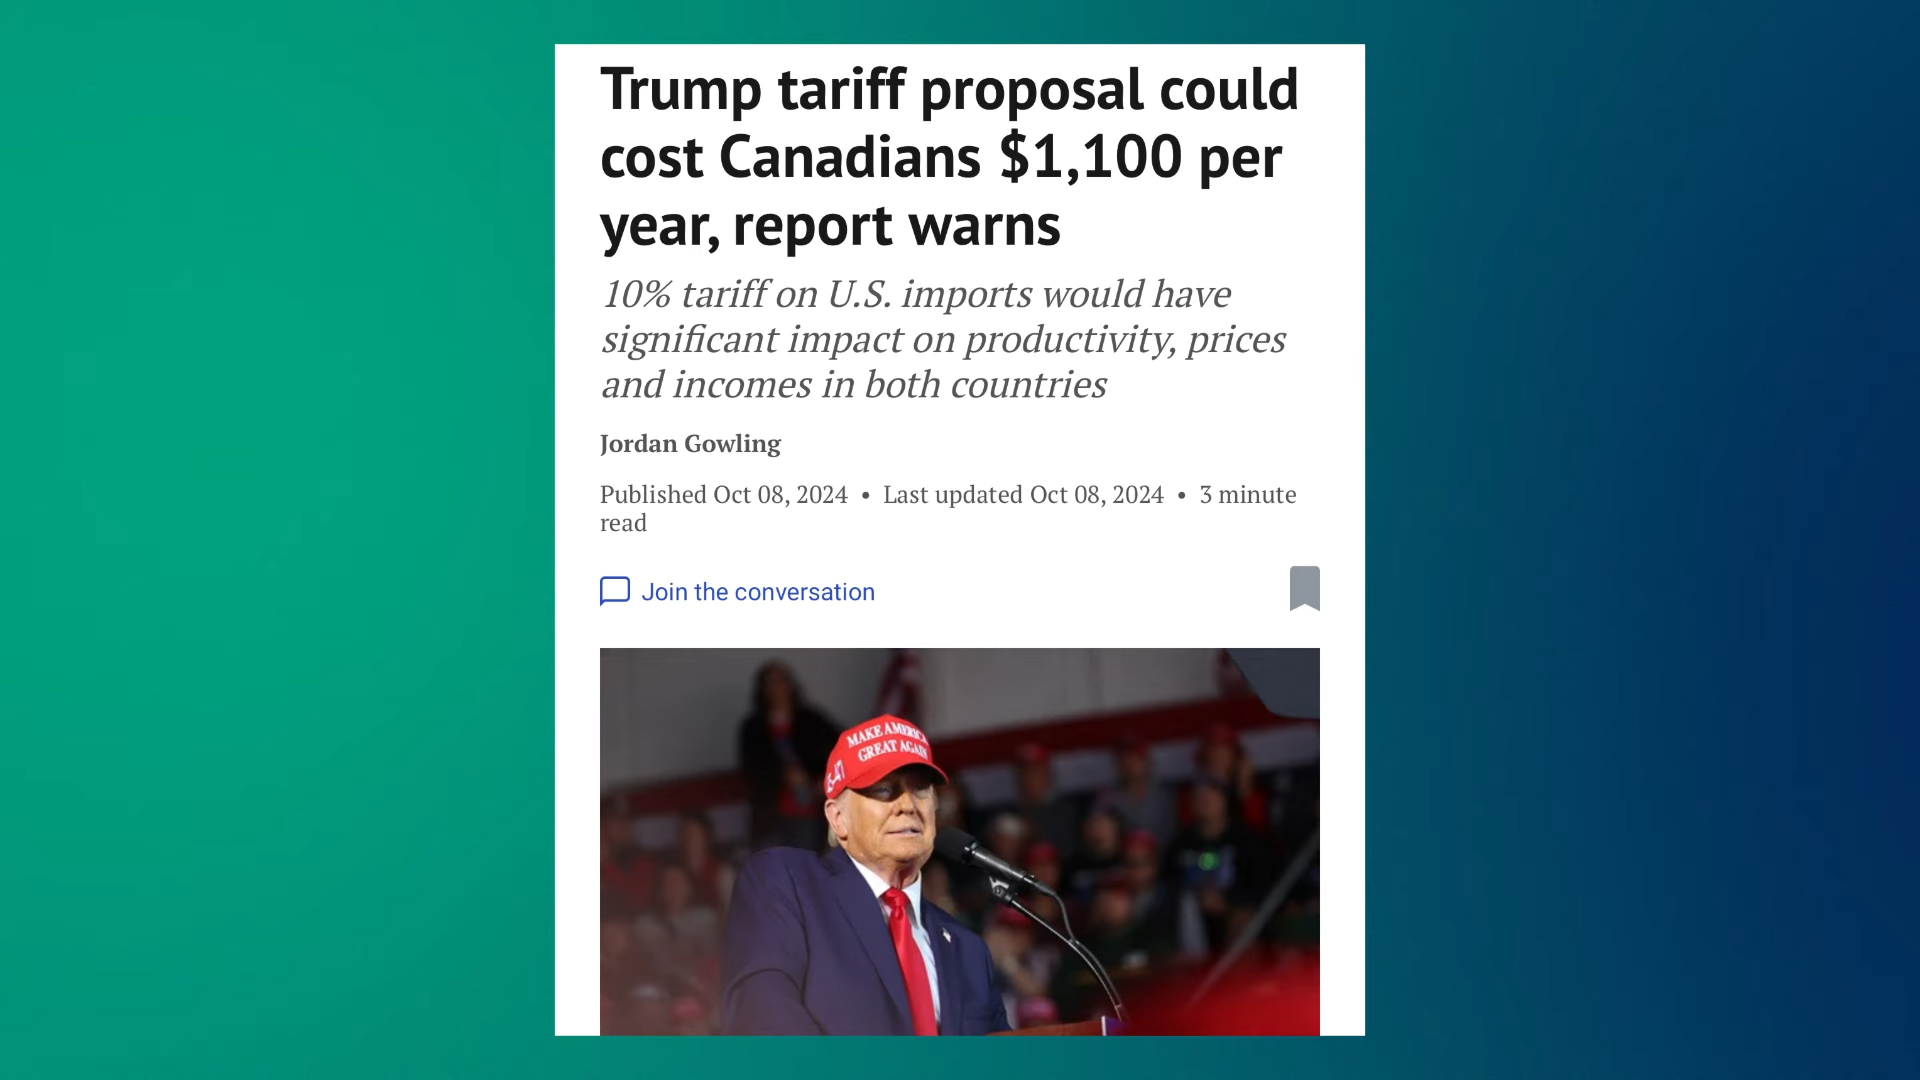 Trump tariff proposal could
cost Canadians $1,100 per
year, report warns
10% tariff on U.S. imports would have
significant impact on productivity, prices
and incomes in both countries
Jordan Gowling
Published Oct 08, 2024 • Last updated Oct 08, 2024 • 3 minute
read
Join the conversation
MAKE AMERICA
GREAT AGAIN